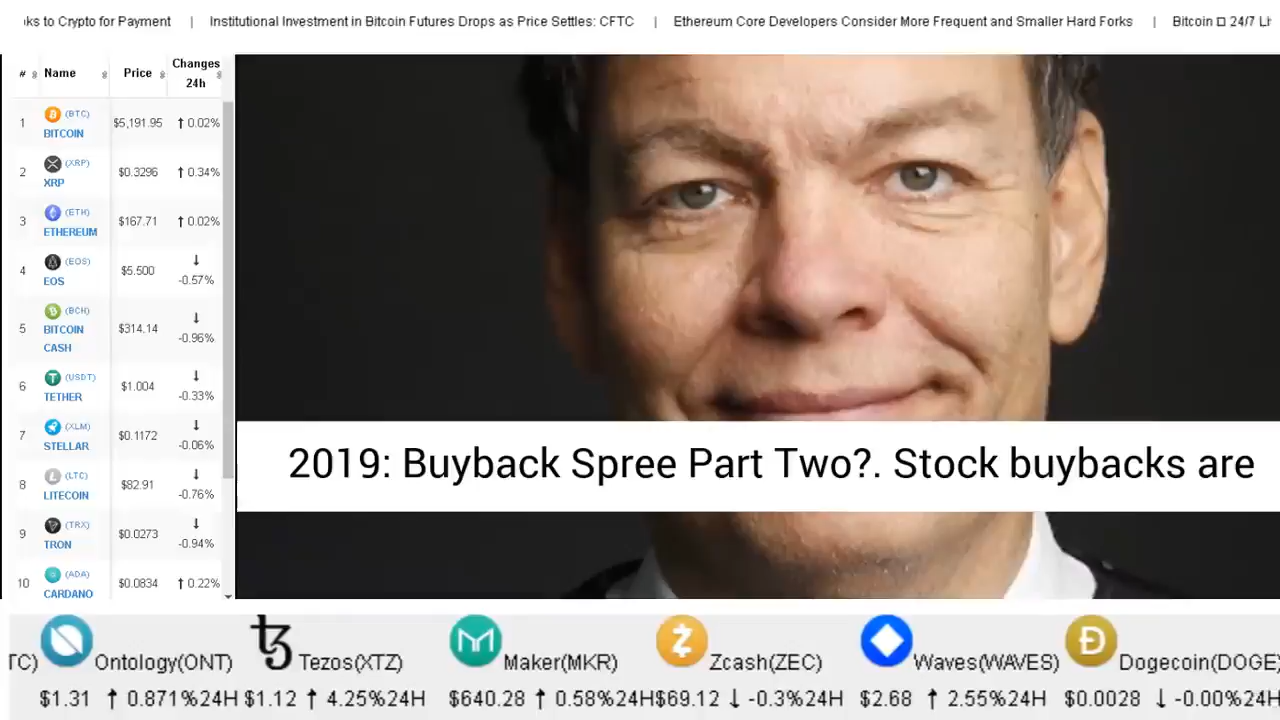 ks to Crypto for Payment | Institutional Investment in Bitcoin Futures Drops as Price Settles: CFTC | Ethereum Core Developers Consider More Frequent and Smaller Hard Forks | Bitcoin □ 24/7 Li
# Name Price Changes 24h
1 (BTC) BITCOIN $5,191.95 ↑ 0.02%
2 (XRP) XRP $0.3296 ↑ 0.34%
3 (ETH) ETHEREUM $167.71 ↑ 0.02%
4 (EOS) EOS $5.500 ↓ -0.57%
5 (BCH) BITCOIN CASH $314.14 ↓ -0.96%
6 (USDT) TETHER $1.004 ↓ -0.33%
7 (XLM) STELLAR $0.1172 ↓ -0.06%
8 (LTC) LITECOIN $82.91 ↓ -0.76%
9 (TRX) TRON $0.0273 ↓ -0.94%
10 (ADA) CARDANO $0.0834 ↑ 0.22%
2019: Buyback Spree Part Two?. Stock buybacks are
TC) Ontology(ONT) Tezos(XTZ) Maker(MKR) Zcash(ZEC) Waves(WAVES) Dogecoin(DOGE)
$1.31 ↑ 0.871%24H $1.12 ↑ 4.25%24H $640.28 ↑ 0.58%24H $69.12 ↓ -0.3%24H $2.68 ↑ 2.55%24H $0.0028 ↓ -0.00%24H